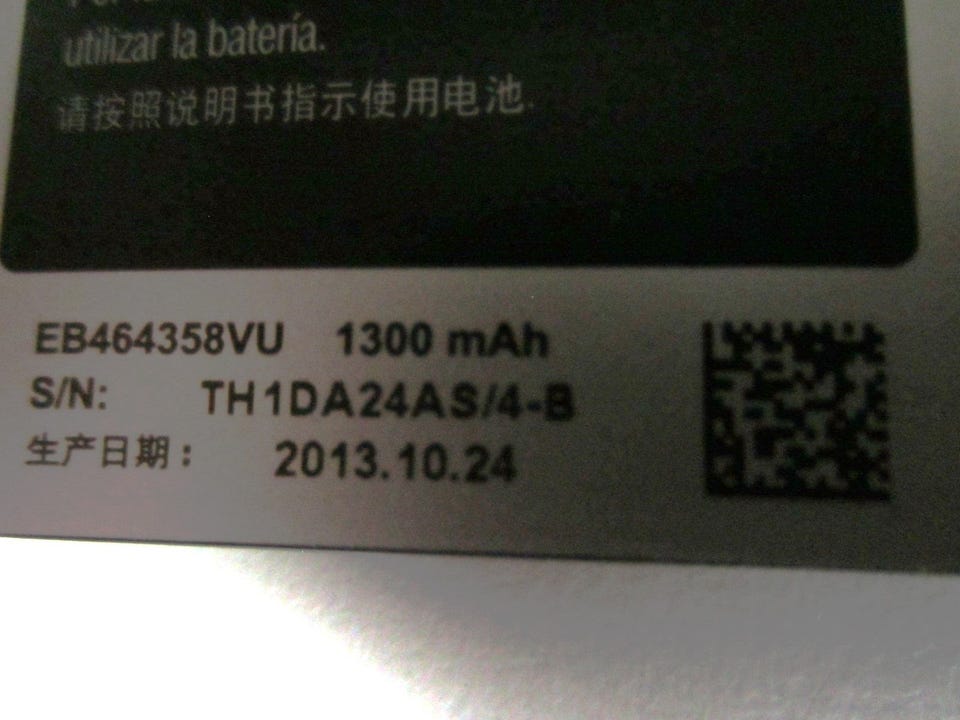 utilizar la batería.
请按照说明书指示使用电池.
EB464358VU 1300 mAh
S/N: TH1DA24AS/4-B
生产日期： 2013.10.24